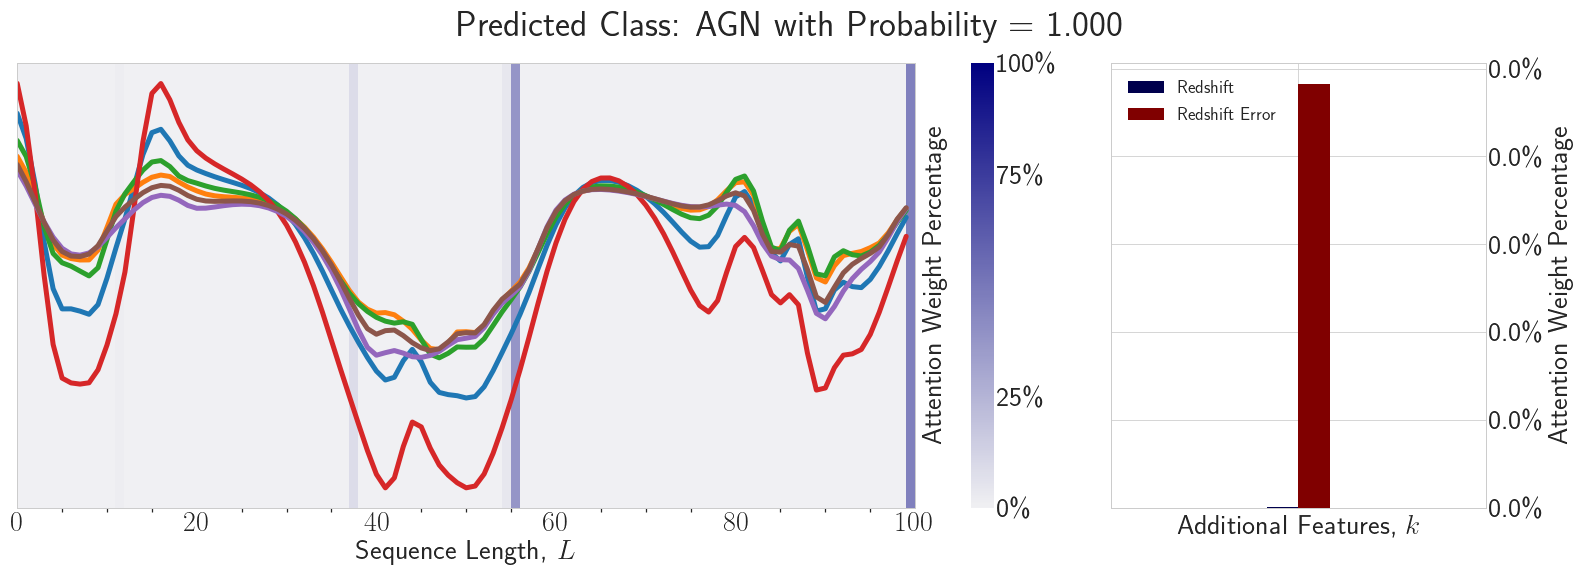 Predicted Class: AGN with Probability = 1.000
0
20
40
60
80
100
Sequence Length, L
Attention Weight Percentage
100%
75%
25%
0%
Redshift
Redshift Error
0.0%
0.0%
0.0%
0.0%
0.0%
0.0%
Attention Weight Percentage
Additional Features, k